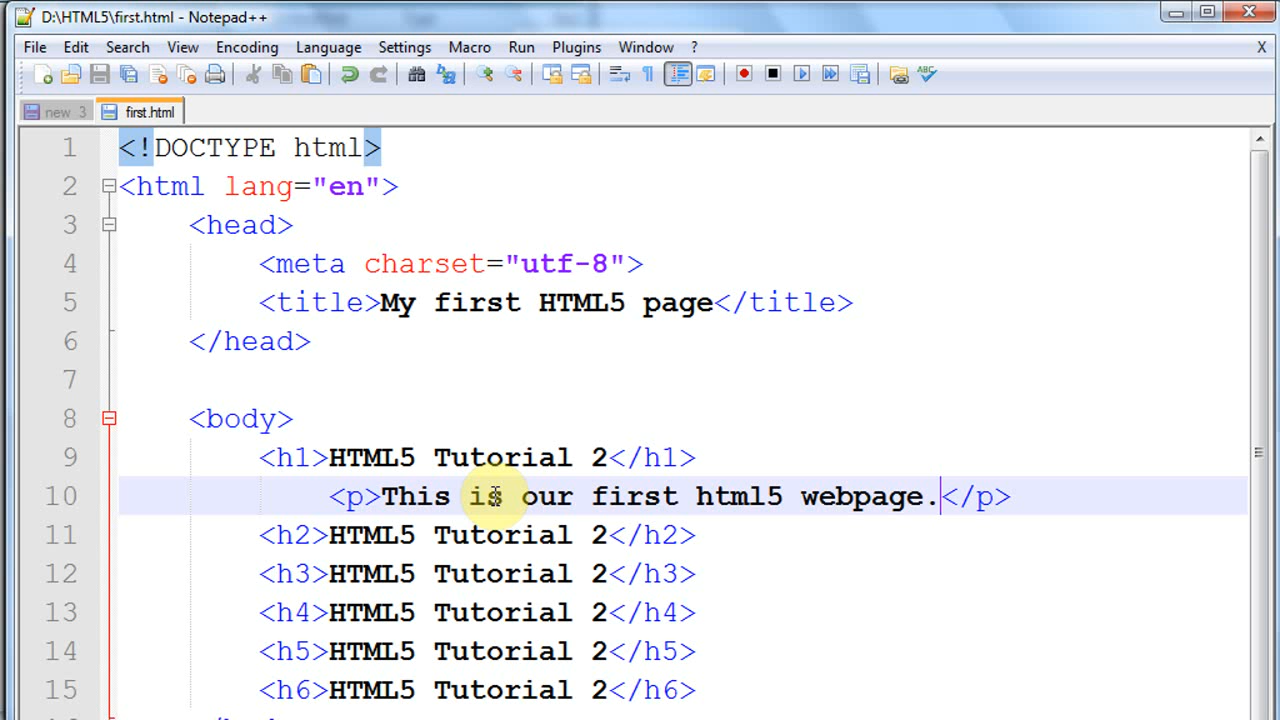 D:\HTML5\first.html - Notepad++
File Edit Search View Encoding Language Settings Macro Run Plugins Window ? X
new 3 first.html
1 <!DOCTYPE html>
2 <html lang="en">
3 <head>
4 <meta charset="utf-8">
5 <title>My first HTML5 page</title>
6 </head>
7
8 <body>
9 <h1>HTML5 Tutorial 2</h1>
10 <p>This is our first html5 webpage.</p>
11 <h2>HTML5 Tutorial 2</h2>
12 <h3>HTML5 Tutorial 2</h3>
13 <h4>HTML5 Tutorial 2</h4>
14 <h5>HTML5 Tutorial 2</h5>
15 <h6>HTML5 Tutorial 2</h6>